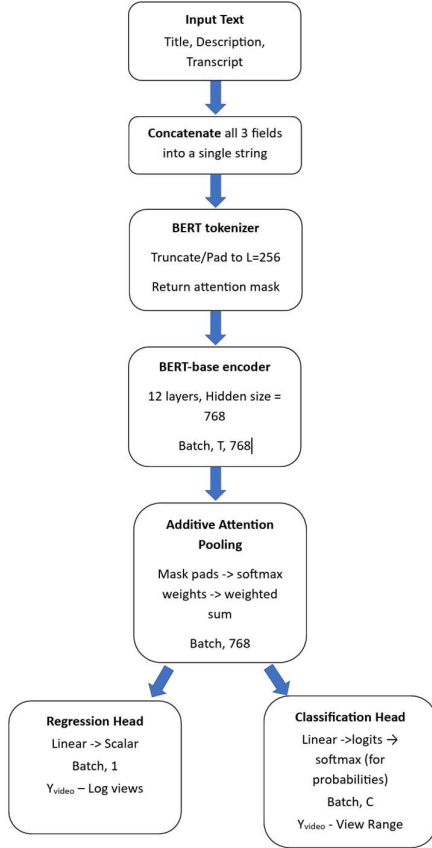 Input Text
Title, Description,
Transcript
Concatenate all 3 fields
into a single string
BERT tokenizer
Truncate/Pad to L=256
Return attention mask
BERT-base encoder
12 layers, Hidden size =
768
Batch, T, 768
Additive Attention
Pooling
Mask pads -> softmax
weights -> weighted
sum
Batch, 768
Regression Head
Linear -> Scalar
Batch, 1
Yvideo – Log views
Classification Head
Linear ->logits →
softmax (for
probabilities)
Batch, C
Yvideo - View Range